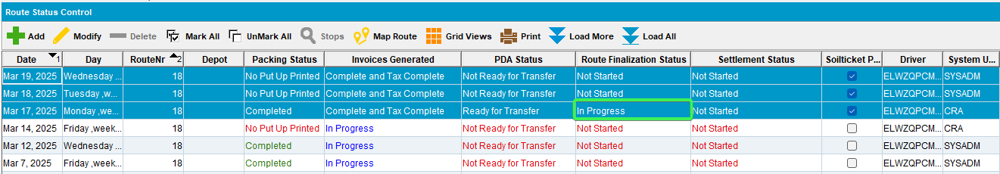 Route Status Control
Add Modify Delete Mark All UnMark All Stops Map Route Grid Views Print Load More Load All
Date 1 Day RouteNr 2 Depot Packing Status Invoices Generated PDA Status Route Finalization Status Settlement Status Soilticket P... Driver System U...
Mar 19, 2025 Wednesday ... 18 No Put Up Printed Complete and Tax Complete Not Ready for Transfer Not Started Not Started ELWZQPCM... SYSADM
Mar 18, 2025 Tuesday ,w... 18 No Put Up Printed Complete and Tax Complete Not Ready for Transfer Not Started Not Started ELWZQPCM... SYSADM
Mar 17, 2025 Monday ,we... 18 Completed Complete and Tax Complete Ready for Transfer In Progress Not Started ELWZQPCM... CRA
Mar 14, 2025 Friday ,week... 18 No Put Up Printed In Progress Not Ready for Transfer Not Started Not Started ELWZQPCM... CRA
Mar 12, 2025 Wednesday ... 18 Completed In Progress Not Ready for Transfer Not Started Not Started ELWZQPCM... SYSADM
Mar 7, 2025 Friday ,week... 18 Completed In Progress Not Ready for Transfer Not Started Not Started ELWZQPCM... SYSADM